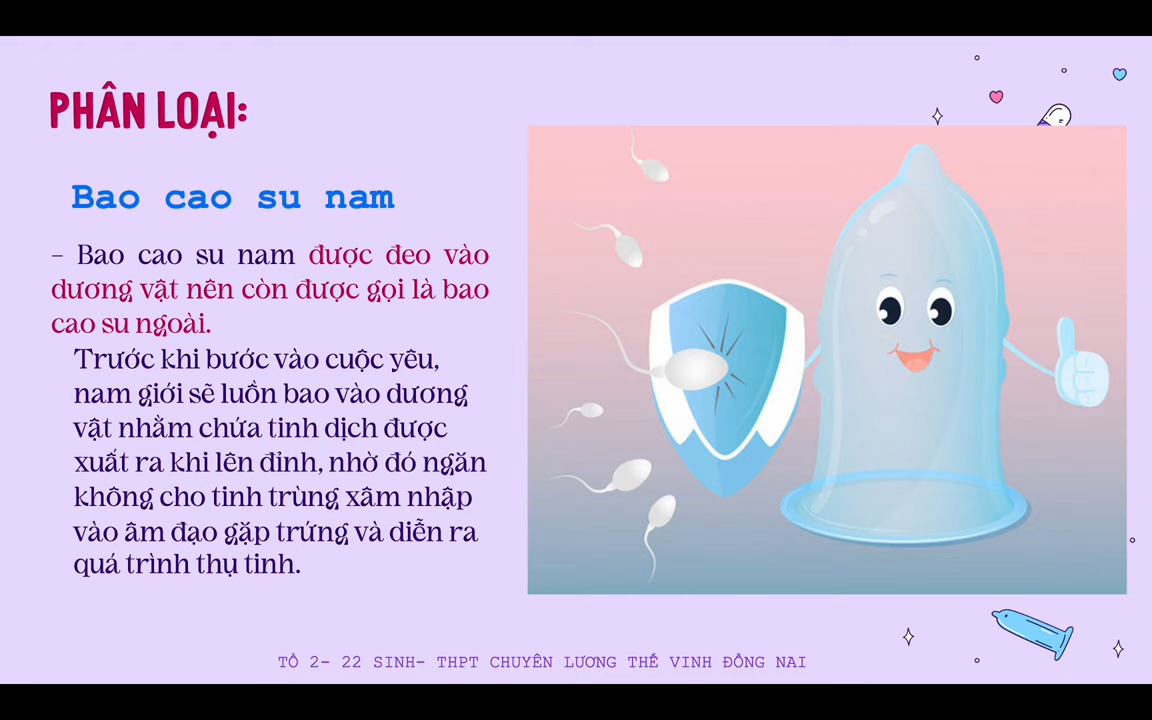 PHÂN LOẠI:
Bao cao su nam
– Bao cao su nam được đeo vào
dương vật nên còn được gọi là bao
cao su ngoài.
Trước khi bước vào cuộc yêu,
nam giới sẽ luồn bao vào dương
vật nhằm chứa tinh dịch được
xuất ra khi lên đỉnh, nhờ đó ngăn
không cho tinh trùng xâm nhập
vào âm đạo gặp trứng và diễn ra
quá trình thụ tinh.
TỔ 2- 22 SINH- THPT CHUYÊN LƯƠNG THẾ VINH ĐỒNG NAI